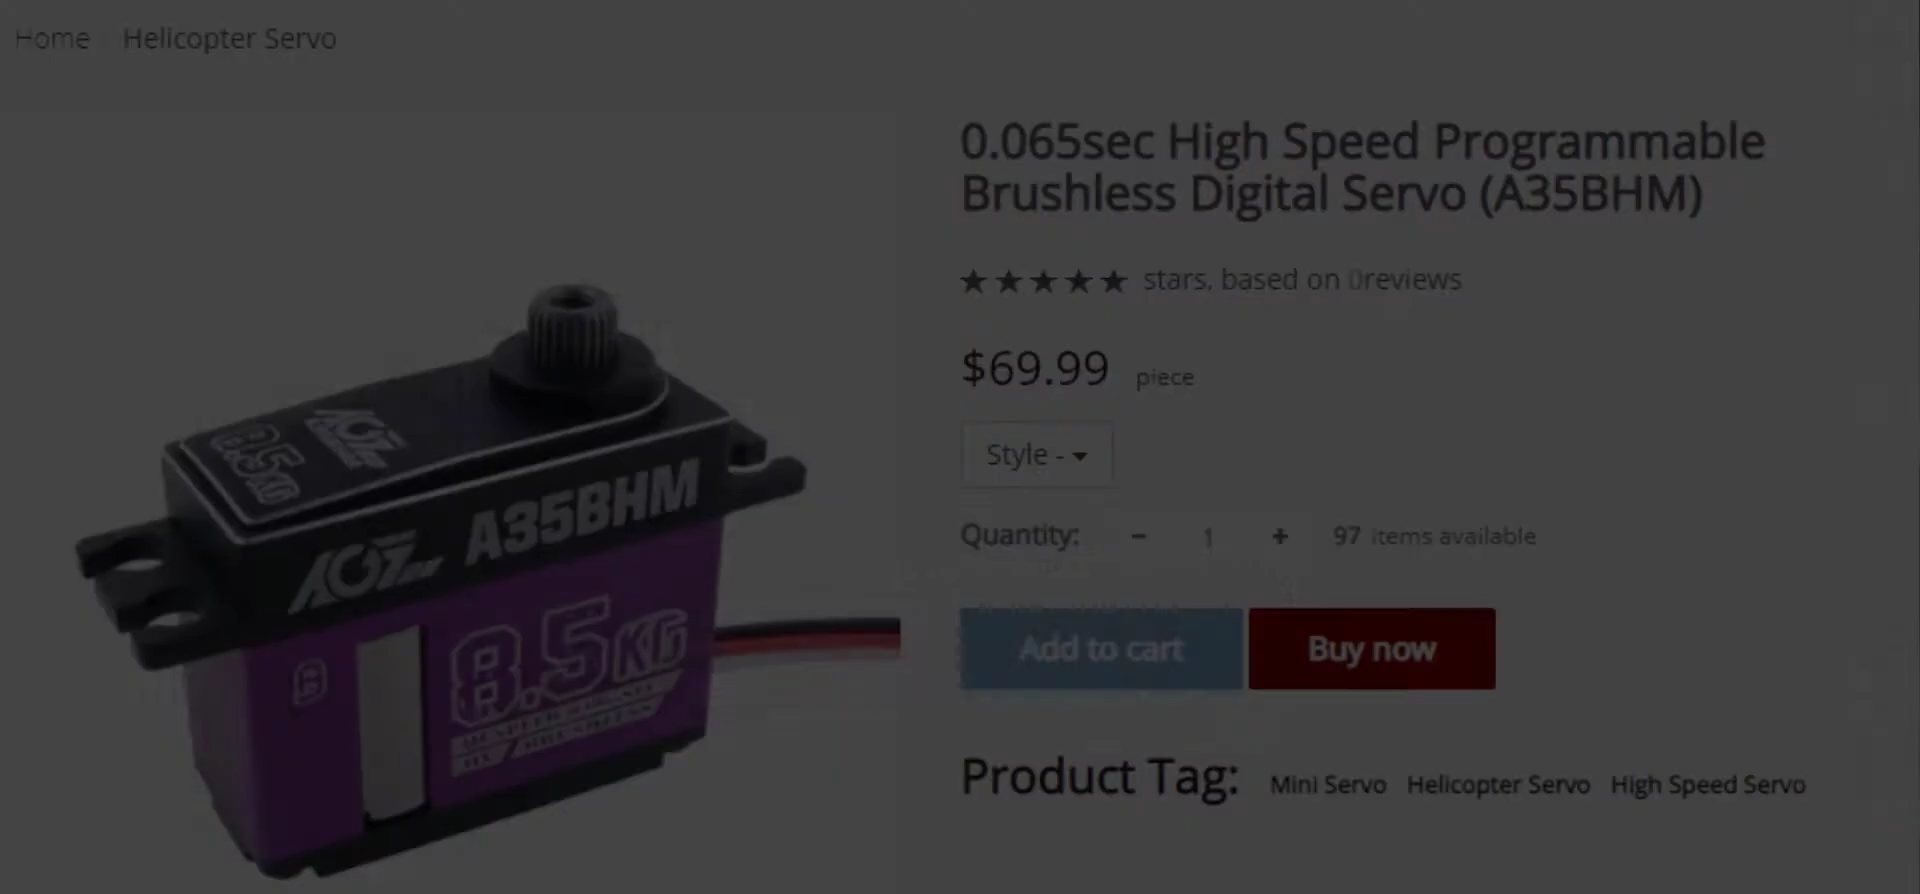 Home Helicopter Servo
0.065sec High Speed Programmable
Brushless Digital Servo (A35BHM)
★★★★★ stars, based on 0reviews
$69.99 piece
Style -
Quantity: - 1 + 97 items available
Add to cart Buy now
Product Tag: Mini Servo Helicopter Servo High Speed Servo
8.5KG
A35BHM
8.5KG